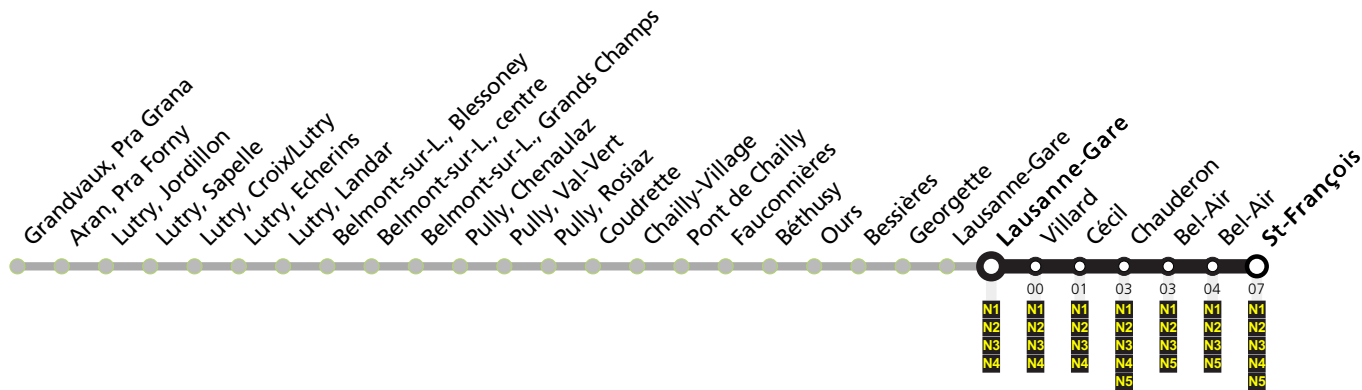 Grandvaux, Pra Grana
Aran, Pra Forny
Lutry, Jordillon
Lutry, Sapelle
Lutry, Croix/Lutry
Lutry, Echerins
Lutry, Landar
Belmont-sur-L., Blessoney
Belmont-sur-L., centre
Belmont-sur-L., Grands Champs
Pully, Chenaulaz
Pully, Val-Vert
Pully, Rosiaz
Coudrette
Chailly-Village
Pont de Chailly
Fauconnières
Béthusy
Ours
Bessières
Georgette
Lausanne-Gare
Lausanne-Gare
Villard
Cécil
Chauderon
Bel-Air
Bel-Air
St-François
00 01 03 03 04 07
N1 N1 N1 N1 N1 N1 N1
N2 N2 N2 N2 N2 N2 N2
N3 N3 N3 N3 N3 N3 N3
N4 N4 N4 N4 N5 N5 N4
N5 N5